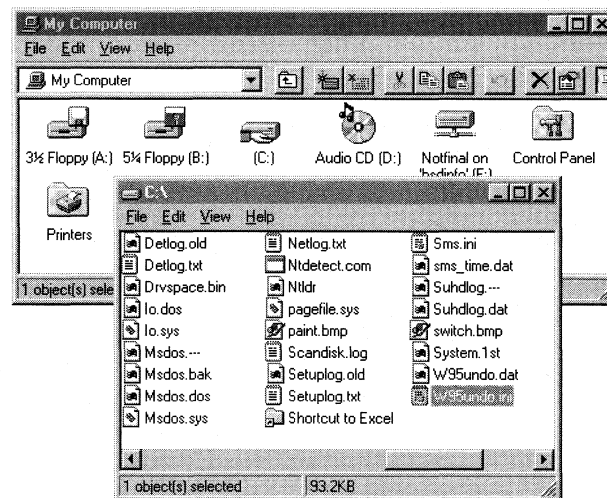 My Computer
File Edit View Help
My Computer
3½ Floppy (A:) 5¼ Floppy (B:) (C:) Audio CD (D:) Notfinal on 'bsdinfo' (E:) Control Panel
Printers
1 object(s) sele
C:\
File Edit View Help
Detlog.old Netlog.txt Sms.ini
Detlog.txt Ntdetect.com sms_time.dat
Drvspace.bin Ntldr Suhdlog.---
Io.dos pagefile.sys Suhdlog.dat
Io.sys paint.bmp switch.bmp
Msdos.--- Scandisk.log System.1st
Msdos.bak Setuplog.old W95undo.dat
Msdos.dos Setuplog.txt W95undo.ini
Msdos.sys Shortcut to Excel
1 object(s) selected 93.2KB